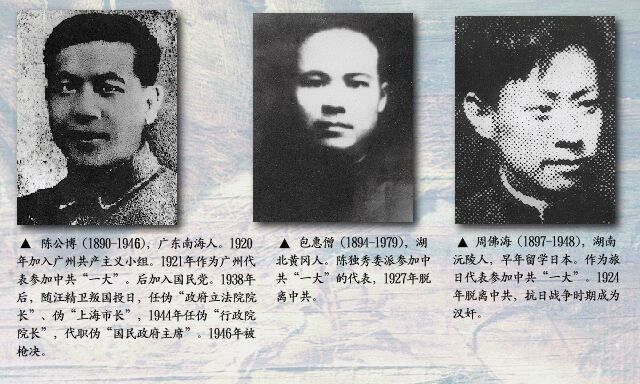 ▲ 陈公博(1890-1946)，广东南海人。1920
年加入广州共产主义小组。1921年作为广州代
表参加中共“一大”。后加入国民党。1938年
后，随汪精卫叛国投日，任伪“政府立法院院
长”、伪“上海市长”，1944年任伪“行政院
院长”，代职伪“国民政府主席”。1946年被
枪决。
▲ 包惠僧(1894-1979)，湖
北黄冈人。陈独秀委派参加中
共“一大”的代表，1927年脱
离中共。
▲ 周佛海(1897-1948)，湖南
沅陵人，早年留学日本。作为旅
日代表参加中共“一大”。1924
年脱离中共，抗日战争时期成为
汉奸。